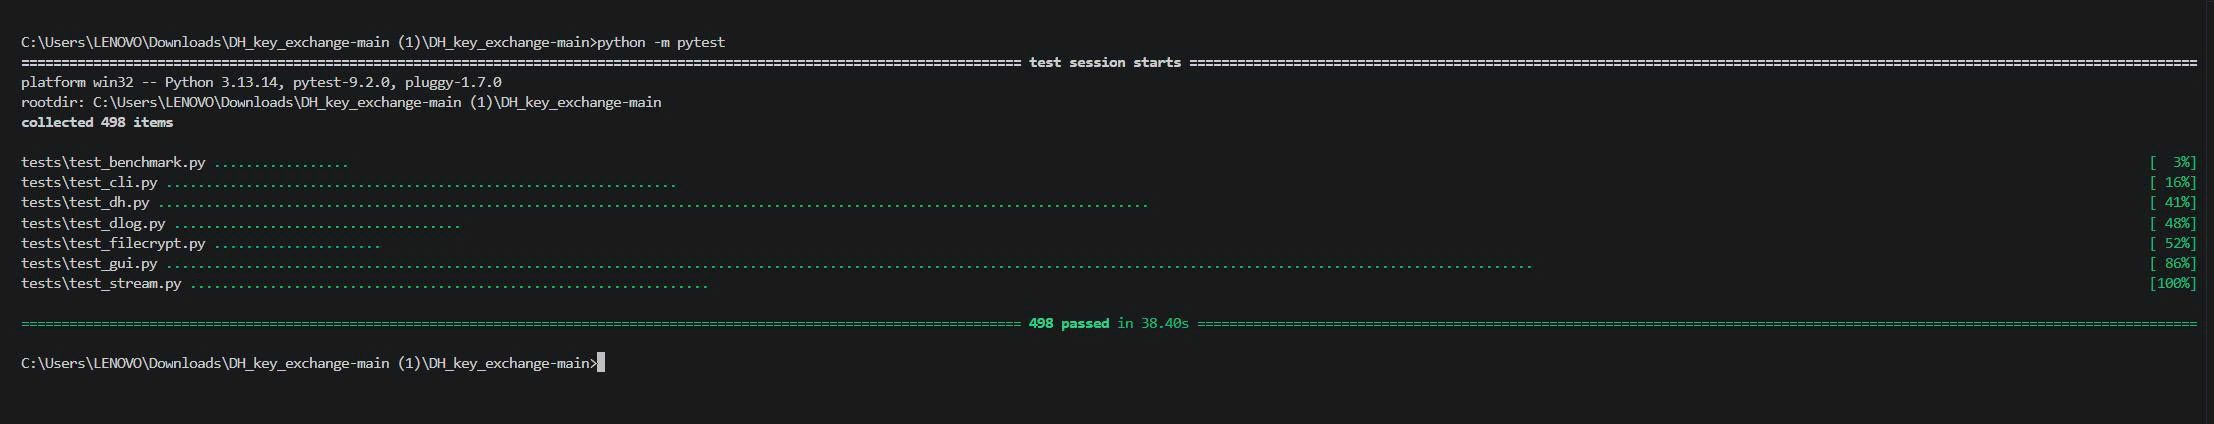 C:\Users\LENOVO\Downloads\DH_key_exchange-main (1)\DH_key_exchange-main>python -m pytest
============================================================================================================================= test session starts ==============================================================================================================================
platform win32 -- Python 3.13.14, pytest-9.2.0, pluggy-1.7.0
rootdir: C:\Users\LENOVO\Downloads\DH_key_exchange-main (1)\DH_key_exchange-main
collected 498 items
tests\test_benchmark.py ................. [  3%]
tests\test_cli.py ................................................................ [ 16%]
tests\test_dh.py ............................................................................................................................ [ 41%]
tests\test_dlog.py .................................... [ 48%]
tests\test_filecrypt.py ..................... [ 52%]
tests\test_gui.py ........................................................................................................................................................................... [ 86%]
tests\test_stream.py ................................................................. [100%]
============================================================================================================================= 498 passed in 38.40s =============================================================================================================================
C:\Users\LENOVO\Downloads\DH_key_exchange-main (1)\DH_key_exchange-main>